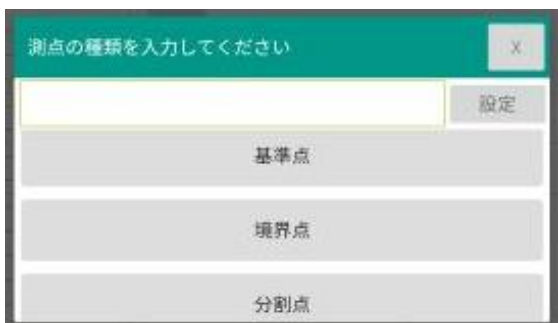 測点の種類を入力してください
X
設定
基準点
境界点
分割点